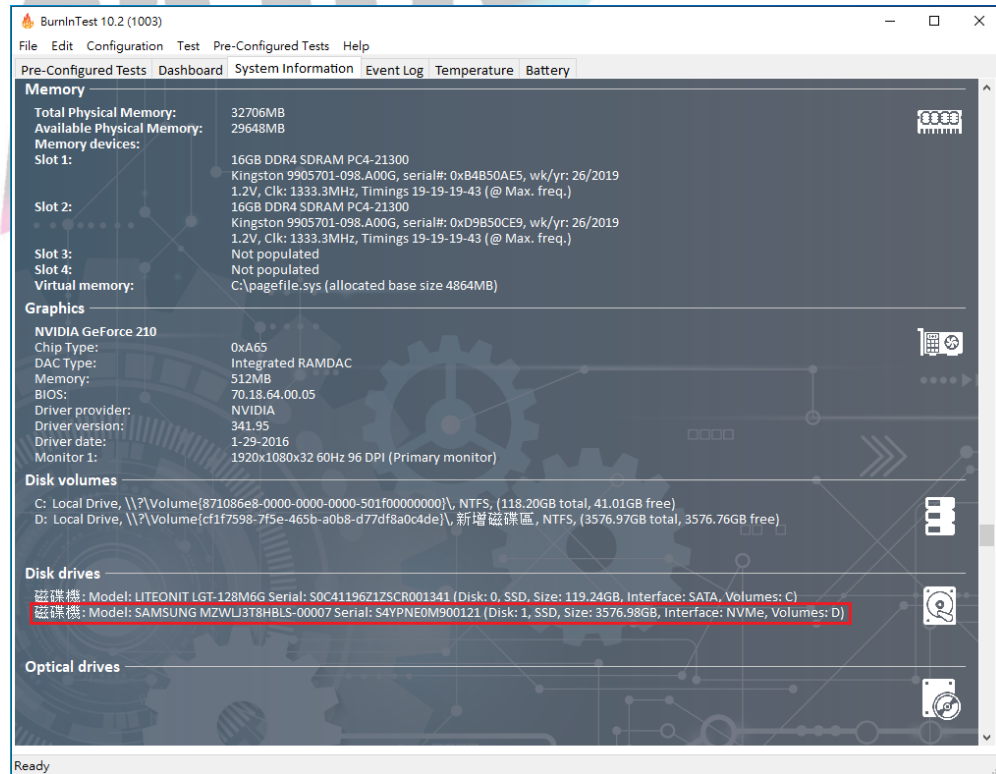 BurnInTest 10.2 (1003)
File Edit Configuration Test Pre-Configured Tests Help
Pre-Configured Tests Dashboard System Information Event Log Temperature Battery
Memory
Total Physical Memory: 32706MB
Available Physical Memory: 29648MB
Memory devices:
Slot 1: 16GB DDR4 SDRAM PC4-21300
Kingston 9905701-098.A00G, serial#: 0xB4B50AE5, wk/yr: 26/2019
1.2V, Clk: 1333.3MHz, Timings 19-19-19-43 (@ Max. freq.)
Slot 2: 16GB DDR4 SDRAM PC4-21300
Kingston 9905701-098.A00G, serial#: 0xD9B50CE9, wk/yr: 26/2019
1.2V, Clk: 1333.3MHz, Timings 19-19-19-43 (@ Max. freq.)
Slot 3: Not populated
Slot 4: Not populated
Virtual memory: C:\pagefile.sys (allocated base size 4864MB)
Graphics
NVIDIA GeForce 210
Chip Type: 0xA65
DAC Type: Integrated RAMDAC
Memory: 512MB
BIOS: 70.18.64.00.05
Driver provider: NVIDIA
Driver version: 341.95
Driver date: 1-29-2016
Monitor 1: 1920x1080x32 60Hz 96 DPI (Primary monitor)
Disk volumes
C: Local Drive, \\?\Volume{871086e8-0000-0000-0000-501f00000000}\, NTFS, (118.20GB total, 41.01GB free)
D: Local Drive, \\?\Volume{cf1f7598-7f5e-465b-a0b8-d77df8a0c4de}\, 新增磁碟區, NTFS, (3576.97GB total, 3576.76GB free)
Disk drives
磁碟機: Model: LITEONIT LGT-128M6G Serial: S0C41196Z1ZSCR001341 (Disk: 0, SSD, Size: 119.24GB, Interface: SATA, Volumes: C)
磁碟機: Model: SAMSUNG MZWLJ3T8HBLS-00007 Serial: S4YPNE0M900121 (Disk: 1, SSD, Size: 3576.98GB, Interface: NVMe, Volumes: D)
Optical drives
Ready